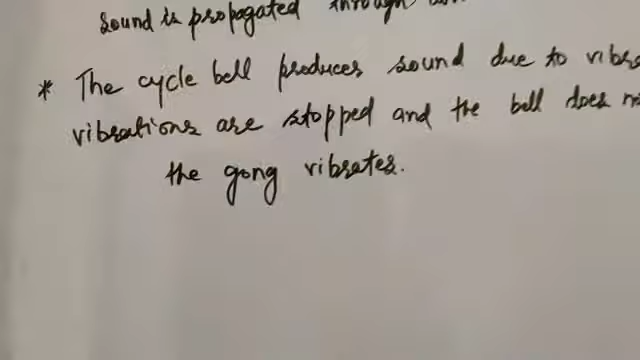 sound is propagated through
* The cycle bell produces sound due to
vibrations are stopped and the bell does
the gong vibrates.